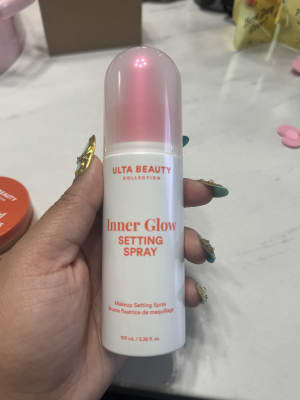 ULTA BEAUTY
COLLECTION
Inner Glow
SETTING
SPRAY
Makeup Setting Spray
Brume fixatrice de maquillage
100 mL / 3.38 fl. oz.
BEAUTY